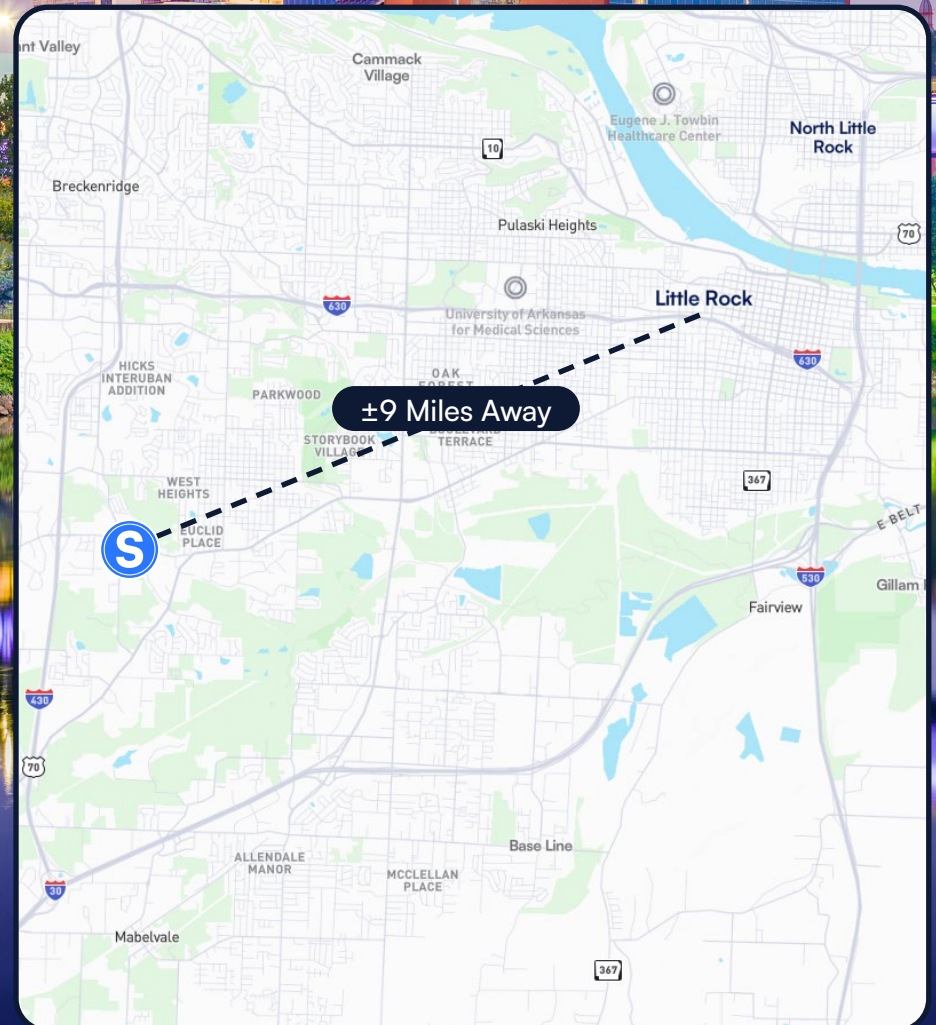 nt Valley
Cammack
Village
Eugene J. Towbin
Healthcare Center
North Little
Rock
10
Breckenridge
Pulaski Heights
70
University of Arkansas
for Medical Sciences
Little Rock
630
630
HICKS
INTERUBAN
ADDITION
OAK
FOREST
PARKWOOD
±9 Miles Away
TERRACE
STORYBOOK
VILLAGE
367
WEST
HEIGHTS
E BELT
EUCLID
PLACE
S
530
Gillam
Fairview
430
70
Base Line
ALLENDALE
MANOR
MCCLELLAN
PLACE
30
Mabelvale
367